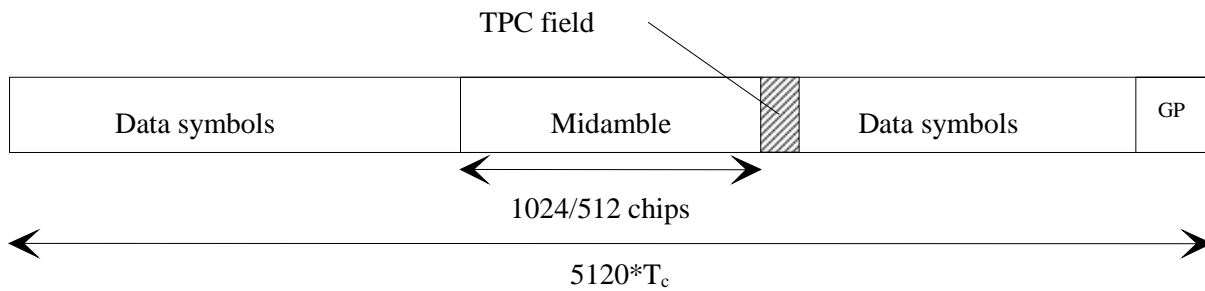 TPC field
Data symbols
Midamble
Data symbols
GP
1024/512 chips
5120*Tc